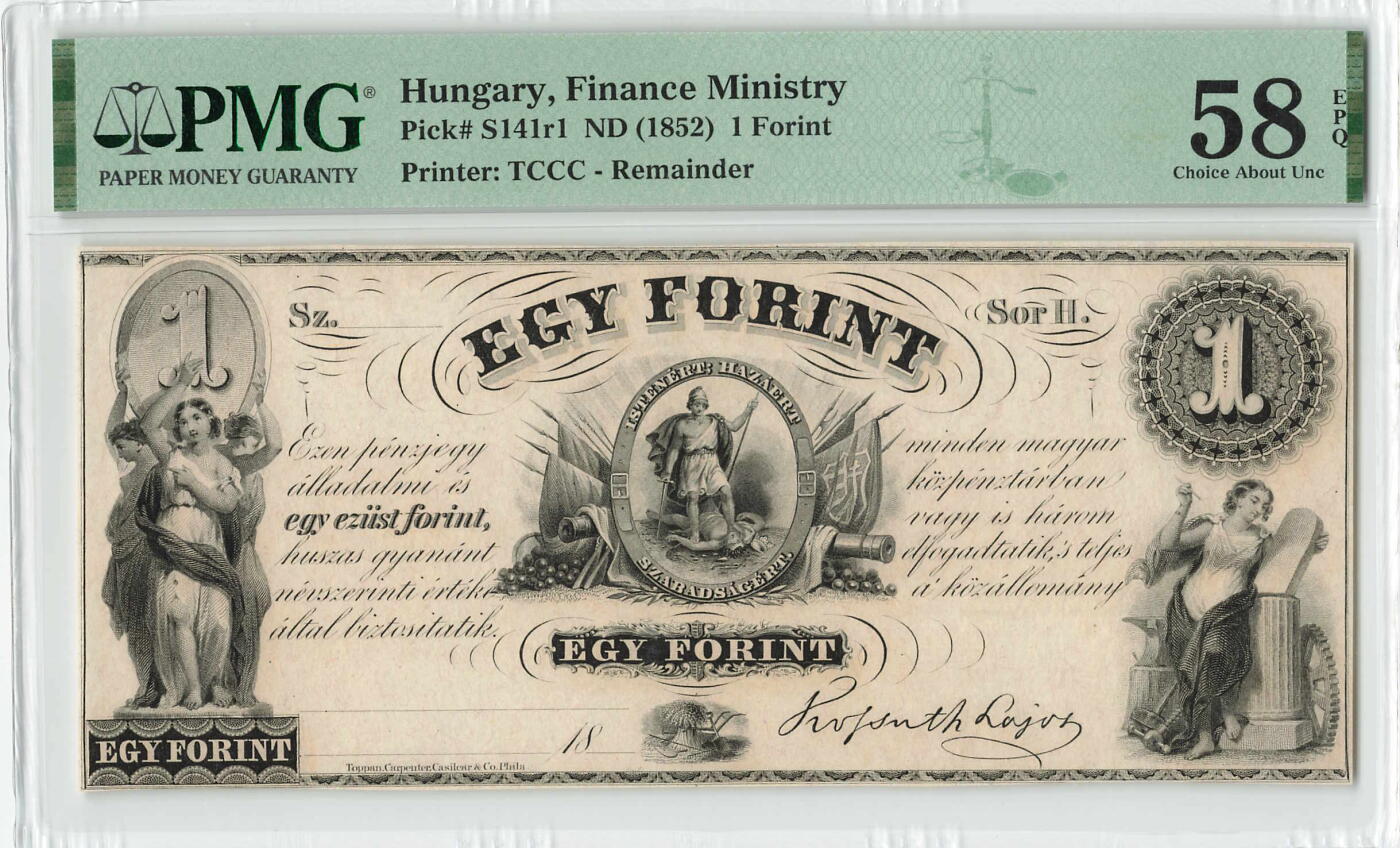 PMG®
PAPER MONEY GUARANTY
Hungary, Finance Ministry
Pick# S141r1 ND (1852) 1 Forint
Printer: TCCC - Remainder
58
EPQ
Choice About Unc
1
Sz.
EGY FORINT
Sor H.
1
ISTENÉRT, HAZAÉRT
SZABADSÁGÉRT
Ezen pénzjegy minden magyar
álladalmi és közpénztárban
egy ezüst forint, vagy is három
huszas gyanánt elfogadtatik, 's teljes
névszerinti értéke a' közállomány
által biztositatik.
EGY FORINT
18
Kossuth Lajos
EGY FORINT
Toppan, Carpenter, Casilear & Co. Phila.